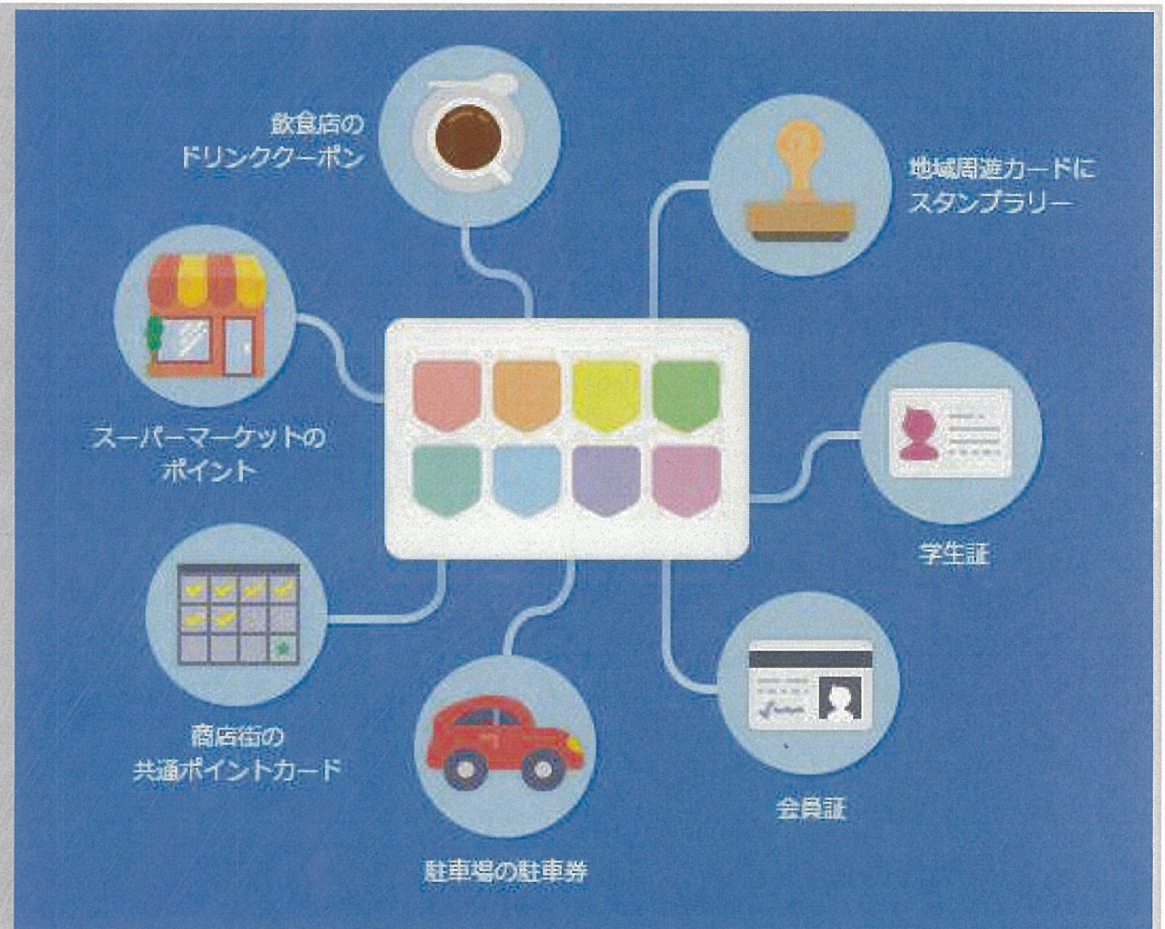 飲食店の
ドリンククーポン
地域周遊カードに
スタンプラリー
スーパーマーケットの
ポイント
学生証
商店街の
共通ポイントカード
会員証
駐車場の駐車券